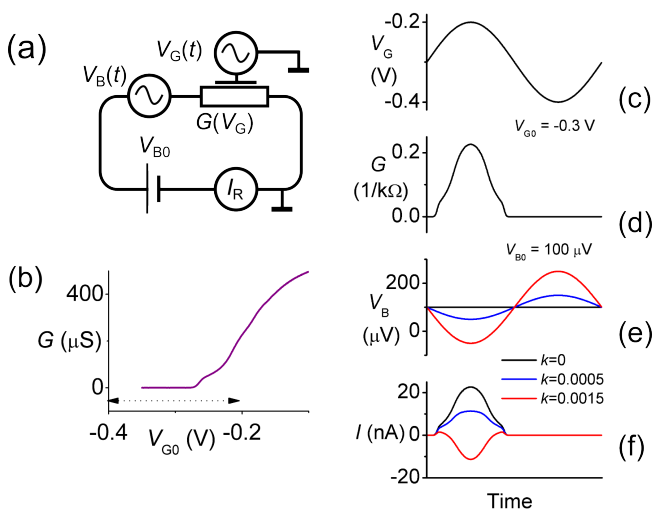 (a)
V_G(t)
V_B(t)
G(V_G)
V_B0
I_R
(b)
400
G (μS)
0
-0.4
V_G0 (V)
-0.2
-0.2
V_G
(V)
-0.4
(c)
V_G0 = -0.3 V
0.2
G
(1/kΩ)
0.0
(d)
V_B0 = 100 μV
200
V_B
0
(μV)
(e)
k=0
k=0.0005
k=0.0015
20
I (nA)
0
-20
(f)
Time